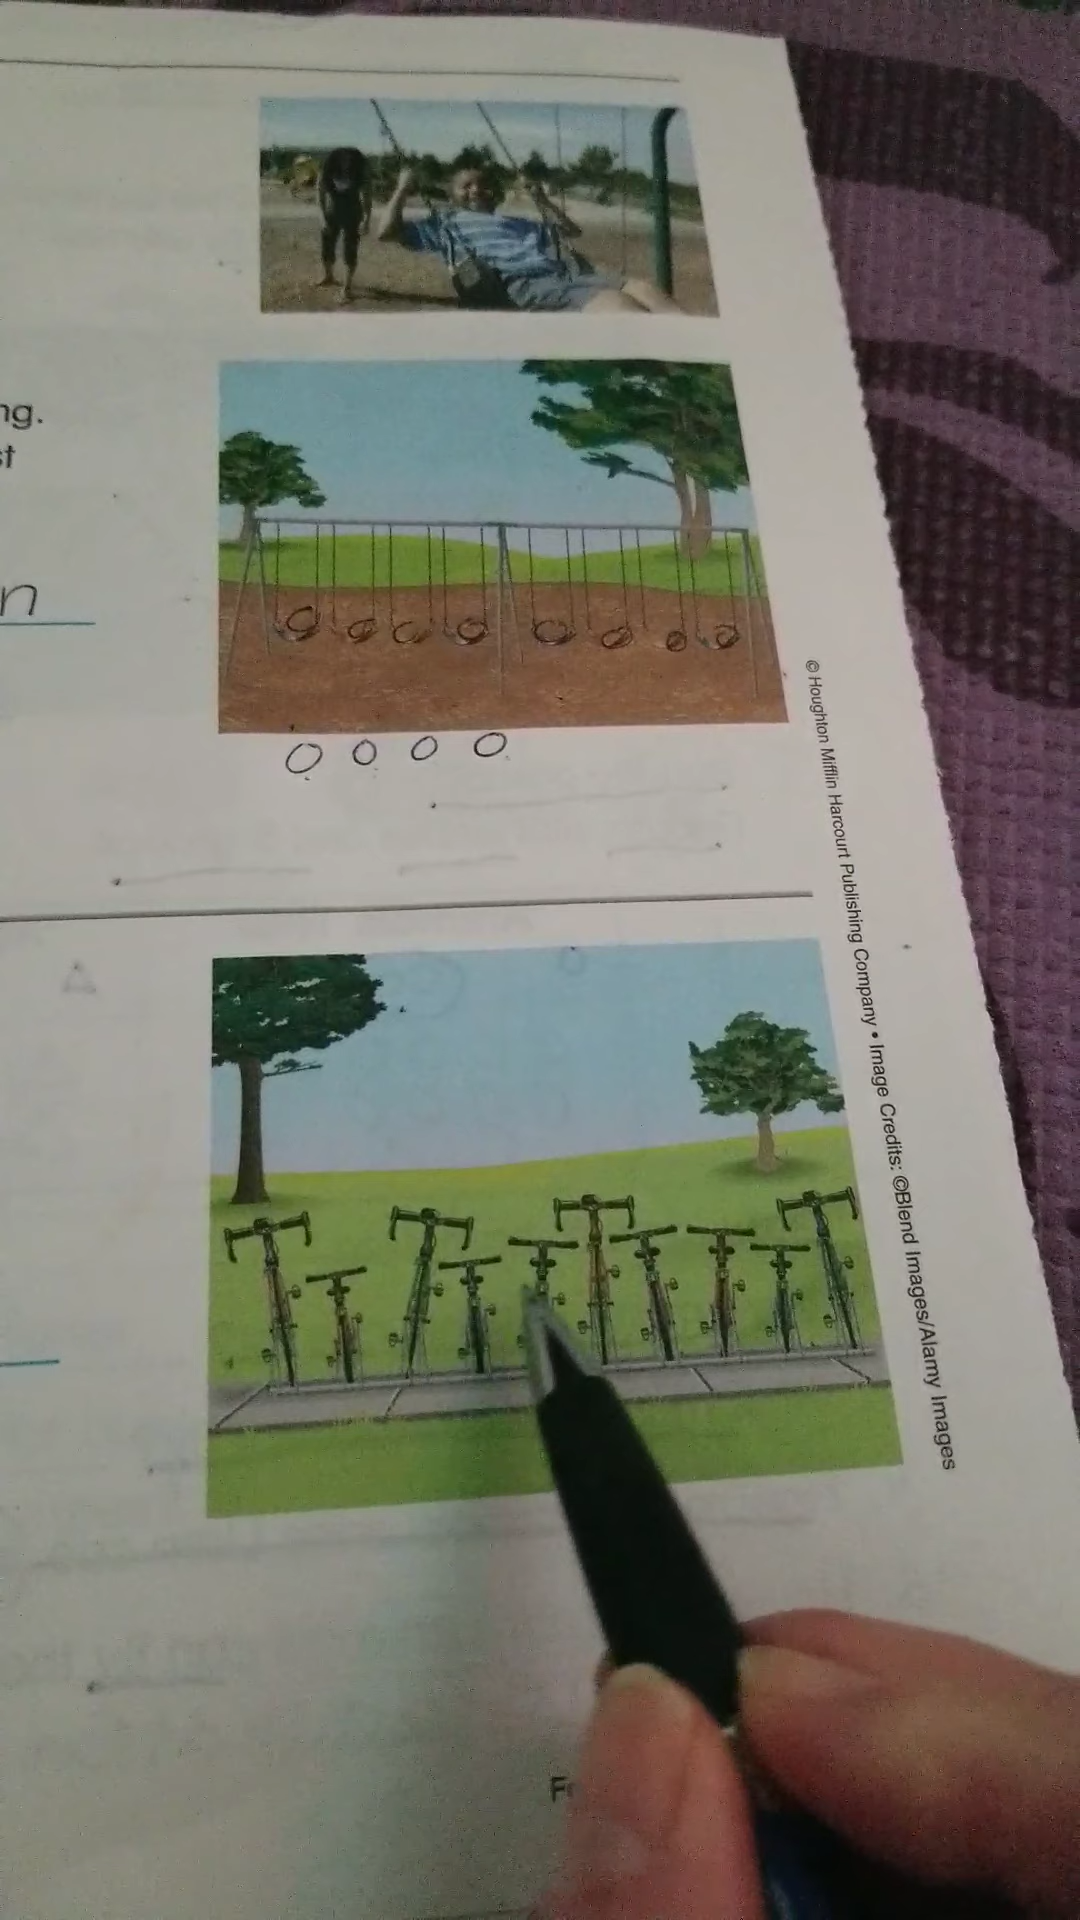 ng.
st
n
© Houghton Mifflin Harcourt Publishing Company • Image Credits: ©Blend Images/Alamy Images